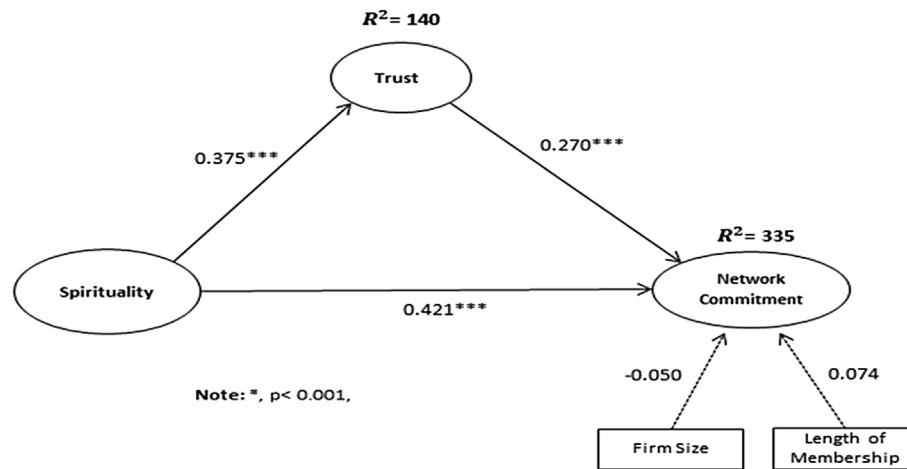 R²= 140
Trust
0.375***
0.270***
R²= 335
Spirituality
Network
Commitment
0.421***
Note: *, p< 0.001,
-0.050
0.074
Firm Size
Length of
Membership